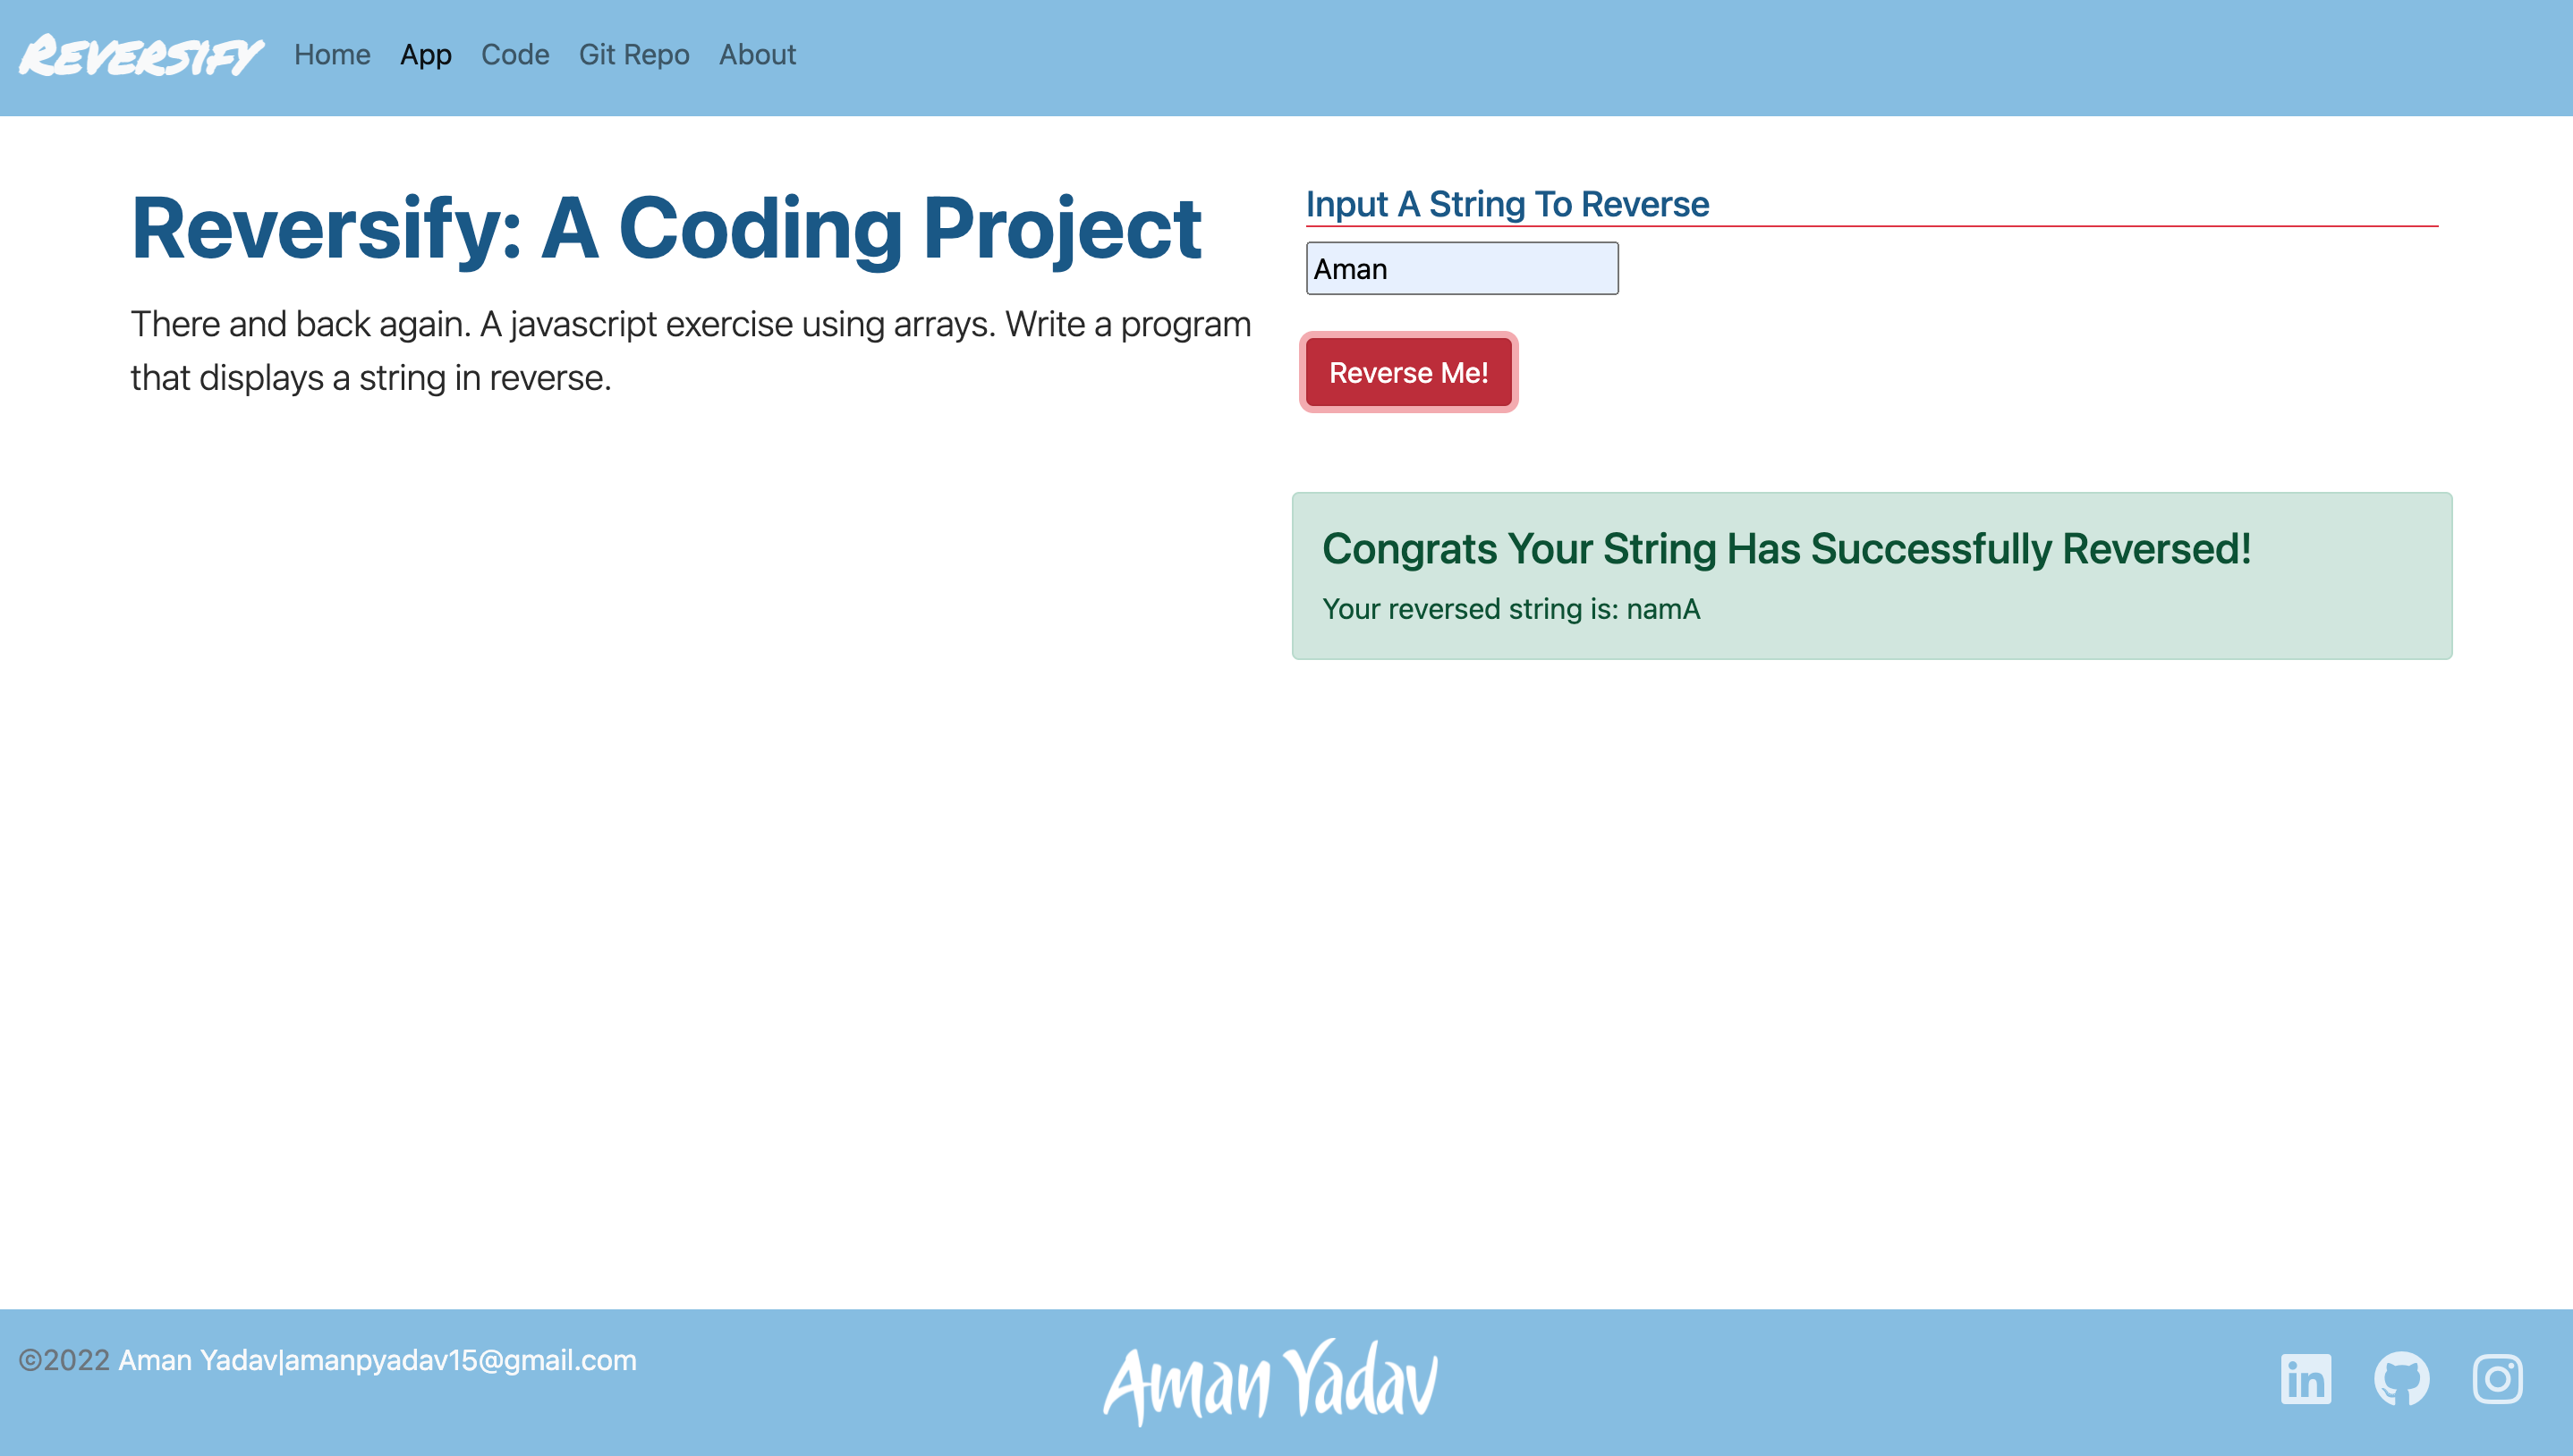 Reversify
Home App Code Git Repo About
Reversify: A Coding Project
There and back again. A javascript exercise using arrays. Write a program
that displays a string in reverse.
Input A String To Reverse
Aman
Reverse Me!
Congrats Your String Has Successfully Reversed!
Your reversed string is: namA
©2022 Aman Yadav|amanpyadav15@gmail.com
Aman Yadav
in